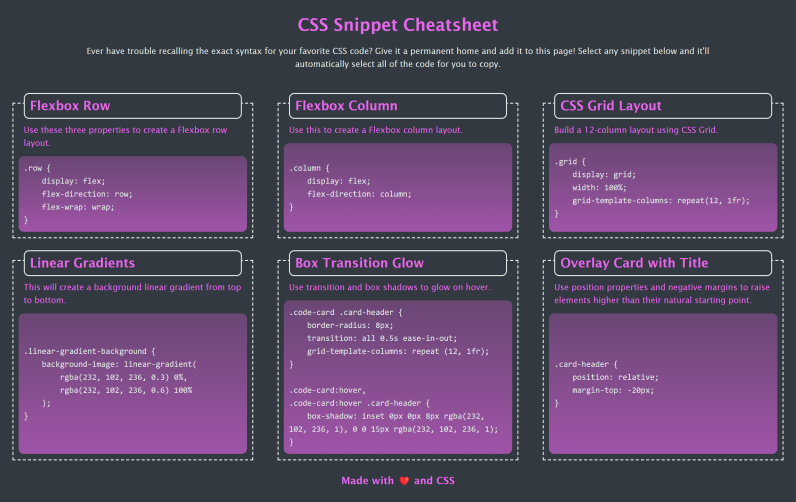 CSS Snippet Cheatsheet
Ever have trouble recalling the exact syntax for your favorite CSS code? Give it a permanent home and add it to this page! Select any snippet below and it'll
automatically select all of the code for you to copy.
Flexbox Row
Use these three properties to create a Flexbox row
layout.
.row {
display: flex;
flex-direction: row;
flex-wrap: wrap;
}
Flexbox Column
Use this to create a Flexbox column layout.
.column {
display: flex;
flex-direction: column;
}
CSS Grid Layout
Build a 12-column layout using CSS Grid.
.grid {
display: grid;
width: 100%;
grid-template-columns: repeat(12, 1fr);
}
Linear Gradients
This will create a background linear gradient from top
to bottom.
.linear-gradient-background {
background-image: linear-gradient(
rgba(232, 102, 236, 0.3) 0%,
rgba(232, 102, 236, 0.6) 100%
);
}
Box Transition Glow
Use transition and box shadows to glow on hover.
.code-card .card-header {
border-radius: 8px;
transition: all 0.5s ease-in-out;
grid-template-columns: repeat (12, 1fr);
}
.code-card:hover,
.code-card:hover .card-header {
box-shadow: inset 0px 0px 8px rgba(232,
102, 236, 1), 0 0 15px rgba(232, 102, 236, 1);
}
Overlay Card with Title
Use position properties and negative margins to raise
elements higher than their natural starting point.
.card-header {
position: relative;
margin-top: -20px;
}
Made with ❤️ and CSS